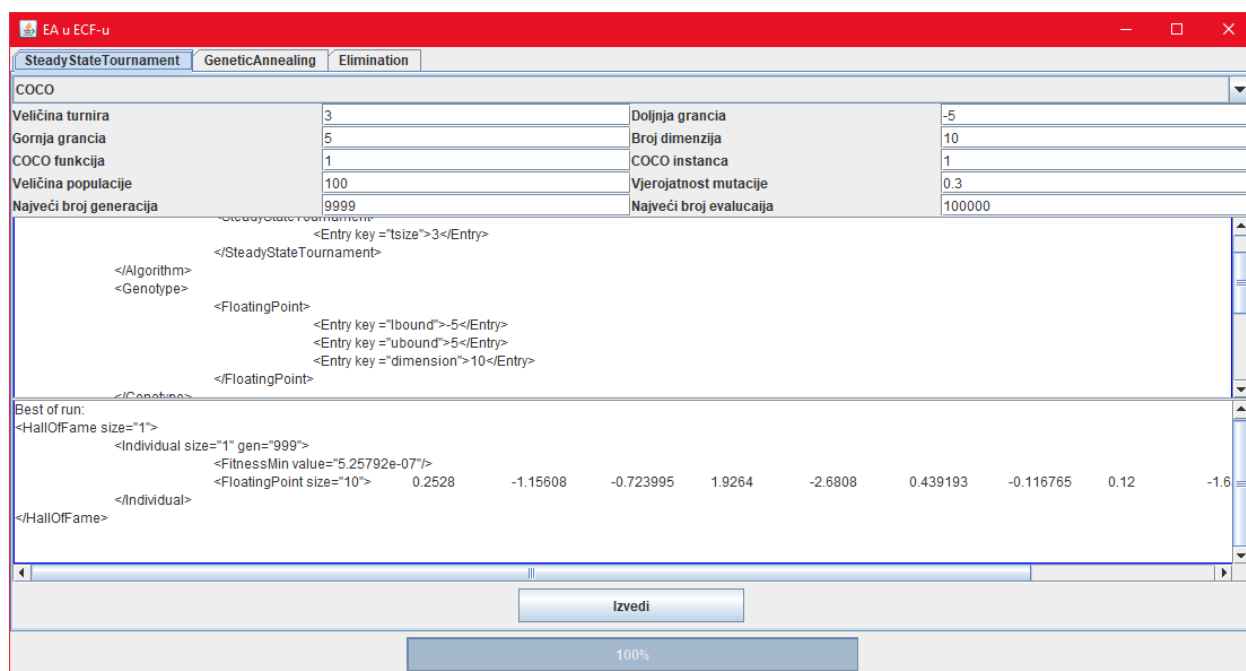 EA u ECF-u
SteadyStateTournament GeneticAnnealing Elimination
COCO
Veličina turnira 3 Doljnja grancia -5
Gornja grancia 5 Broj dimenzija 10
COCO funkcija 1 COCO instanca 1
Veličina populacije 100 Vjerojatnost mutacije 0.3
Najveći broj generacija 9999 Najveći broj evalucaija 100000
<SteadyStateTournament>
<Entry key ="tsize">3</Entry>
</SteadyStateTournament>
</Algorithm>
<Genotype>
<FloatingPoint>
<Entry key ="lbound">-5</Entry>
<Entry key ="ubound">5</Entry>
<Entry key ="dimension">10</Entry>
</FloatingPoint>
</Genotype>
Best of run:
<HallOfFame size="1">
<Individual size="1" gen="999">
<FitnessMin value="5.25792e-07"/>
<FloatingPoint size="10"> 0.2528 -1.15608 -0.723995 1.9264 -2.6808 0.439193 -0.116765 0.12 -1.6
</Individual>
</HallOfFame>
Izvedi
100%